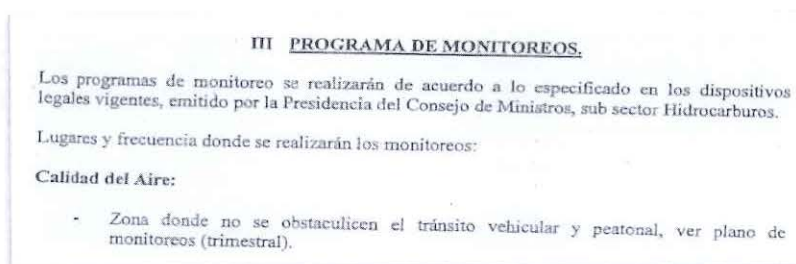 III PROGRAMA DE MONITOREOS.
Los programas de monitoreo se realizarán de acuerdo a lo especificado en los dispositivos
legales vigentes, emitido por la Presidencia del Consejo de Ministros, sub sector Hidrocarburos.
Lugares y frecuencia donde se realizarán los monitoreos:
Calidad del Aire:
- Zona donde no se obstaculicen el tránsito vehicular y peatonal, ver plano de
monitoreos (trimestral).